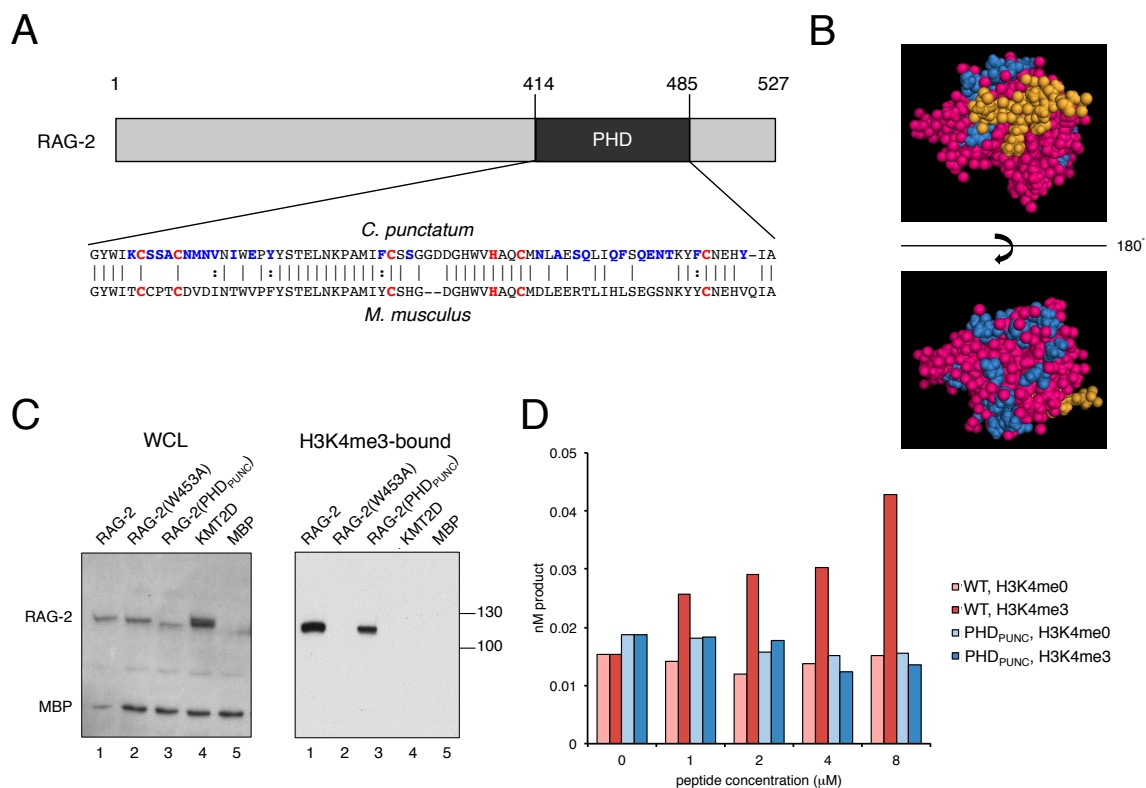 A
1
414
485
527
RAG-2
PHD
C. punctatum
GYWIKCSSACNMNVNIWEPYYSTELNKPAMIFCSSGGDDGHWVHAQCMNLAESQLIQFSQENTKYFCNEHY-IA
GYWITCCPTCDVDINTWVPFYSTELNKPAMIYCSHG--DGHWVHAQCMDLEERTLIHLSEGSNKYYCNEHVQIA
M. musculus
B
180°
C
WCL
H3K4me3-bound
RAG-2
RAG-2(W453A)
RAG-2(PHDPUNC)
KMT2D
MBP
RAG-2
RAG-2(W453A)
RAG-2(PHDPUNC)
KMT2D
MBP
RAG-2
MBP
130
100
1 2 3 4 5
1 2 3 4 5
D
nM product
0.05
0.04
0.03
0.02
0.01
0
0 1 2 4 8
peptide concentration (μM)
WT, H3K4me0
WT, H3K4me3
PHDPUNC, H3K4me0
PHDPUNC, H3K4me3